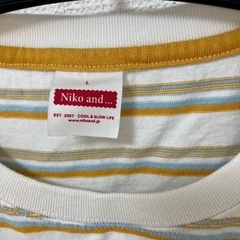 L
Niko and ...
EST. 2007 COOL & SLOW LIFE
www.nikoand.jp